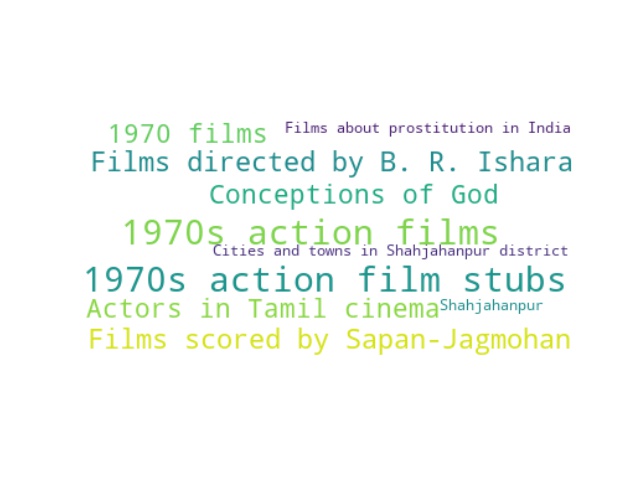 1970 films
Films about prostitution in India
Films directed by B. R. Ishara
Conceptions of God
1970s action films
Cities and towns in Shahjahanpur district
1970s action film stubs
Actors in Tamil cinema
Shahjahanpur
Films scored by Sapan-Jagmohan